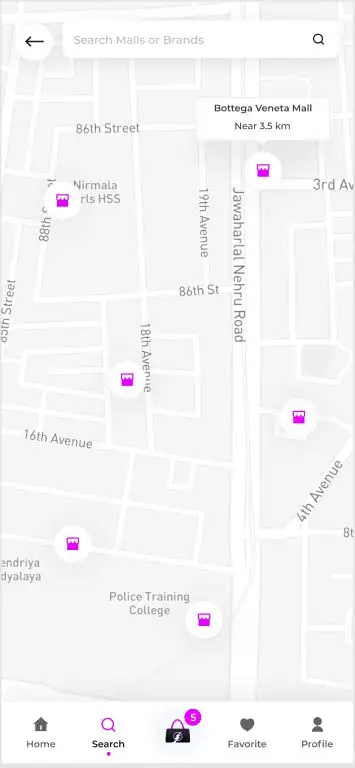 Search Malls or Brands
Bottega Veneta Mall
Near 3.5 km
86th Street
3rd Av
Nirmala
rls HSS
88th S
19th Avenue
Jawaharlal Nehru Road
86th St
85th Street
18th Avenue
16th Avenue
4th Avenue
8t
endriya
dyalaya
Police Training
College
5
Home
Search
Favorite
Profile